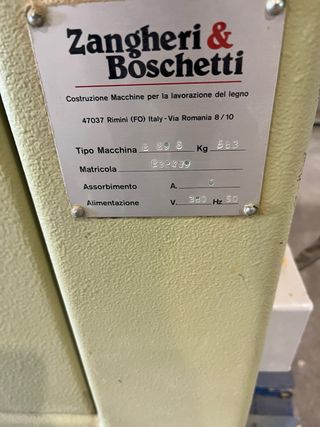 Zangheri &
Boschetti
Costruzione Macchine per la lavorazione del legno
47037 Rimini (FO) Italy - Via Romania 8/10
Tipo Macchina Kg
Matricola
Assorbimento A.
Alimentazione V. 380 Hz 50